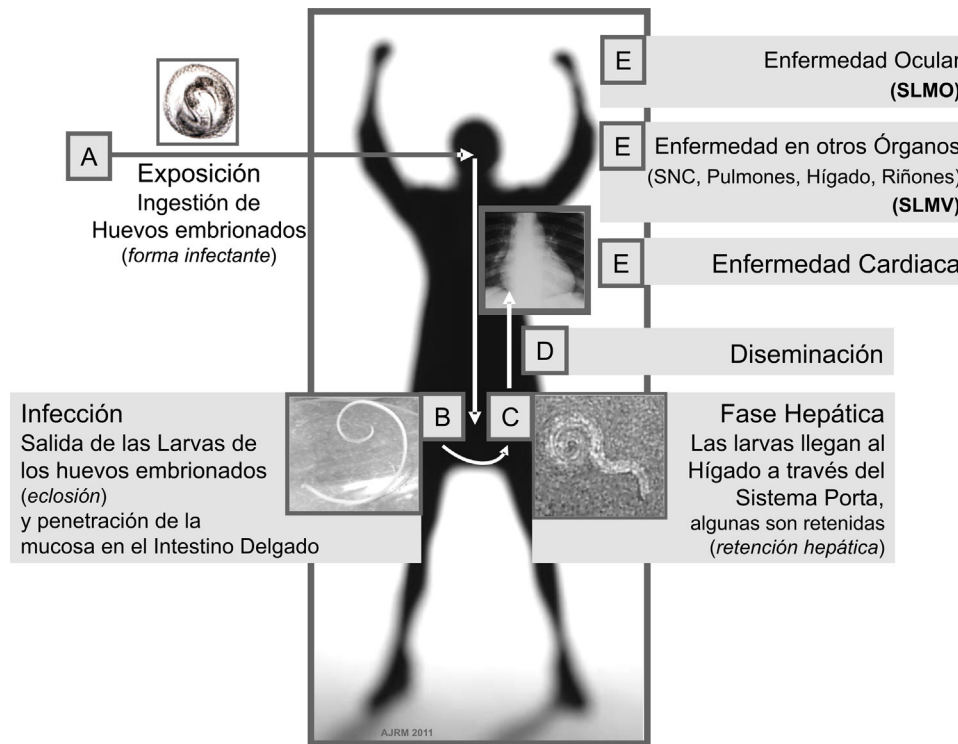 A
Exposición
Ingestión de
Huevos embrionados
(forma infectante)
E
Enfermedad Ocular
(SLMO)
E
Enfermedad en otros Órganos
(SNC, Pulmones, Hígado, Riñones)
(SLMV)
E
Enfermedad Cardiaca
D
Diseminación
Infección
Salida de las Larvas de
los huevos embrionados
(eclosión)
y penetración de la
mucosa en el Intestino Delgado
B
C
Fase Hepática
Las larvas llegan al
Hígado a través del
Sistema Porta,
algunas son retenidas
(retención hepática)
AJRM 2011